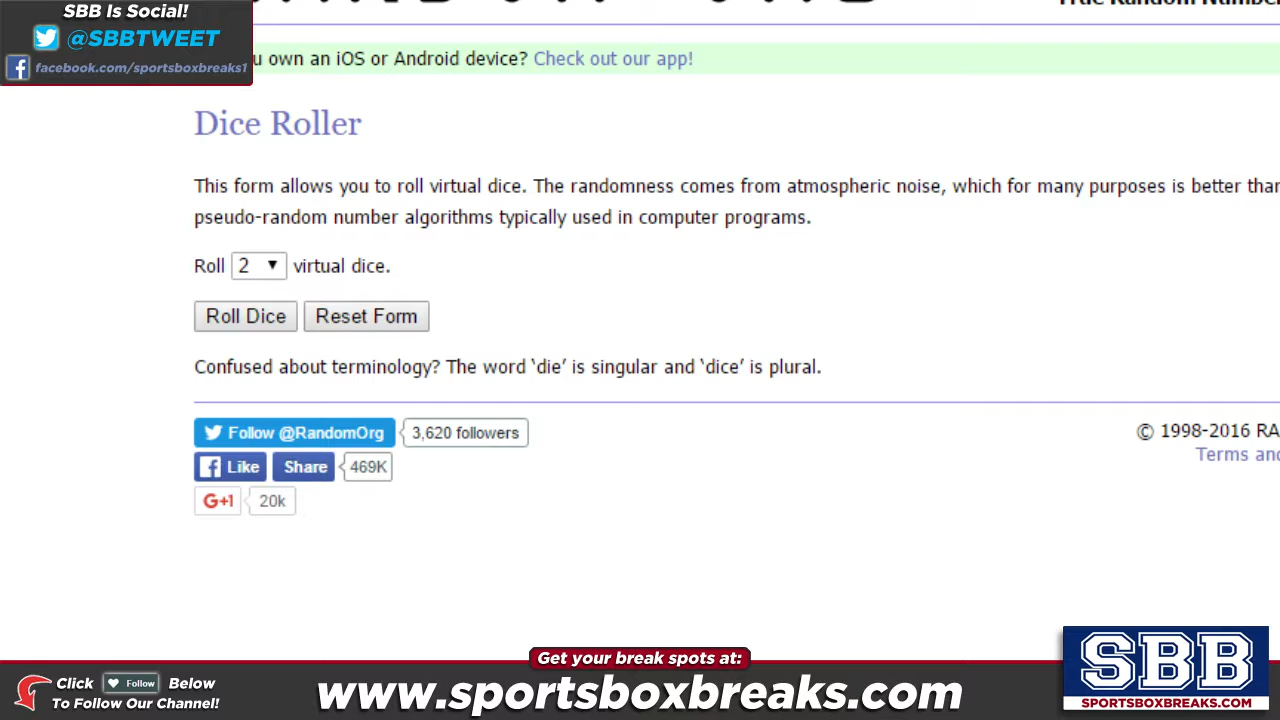 SBB Is Social!
@SBBTWEET
facebook.com/sportsboxbreaks1
own an iOS or Android device? Check out our app!
Dice Roller
This form allows you to roll virtual dice. The randomness comes from atmospheric noise, which for many purposes is better than
pseudo-random number algorithms typically used in computer programs.
Roll 2 virtual dice.
Roll Dice Reset Form
Confused about terminology? The word ‘die’ is singular and ‘dice’ is plural.
Follow @RandomOrg 3,620 followers
© 1998-2016
Like Share 469K
Terms and
G+1 20k
Get your break spots at:
Click Follow Below
To Follow Our Channel!
www.sportsboxbreaks.com
SBB
SPORTSBOXBREAKS.COM